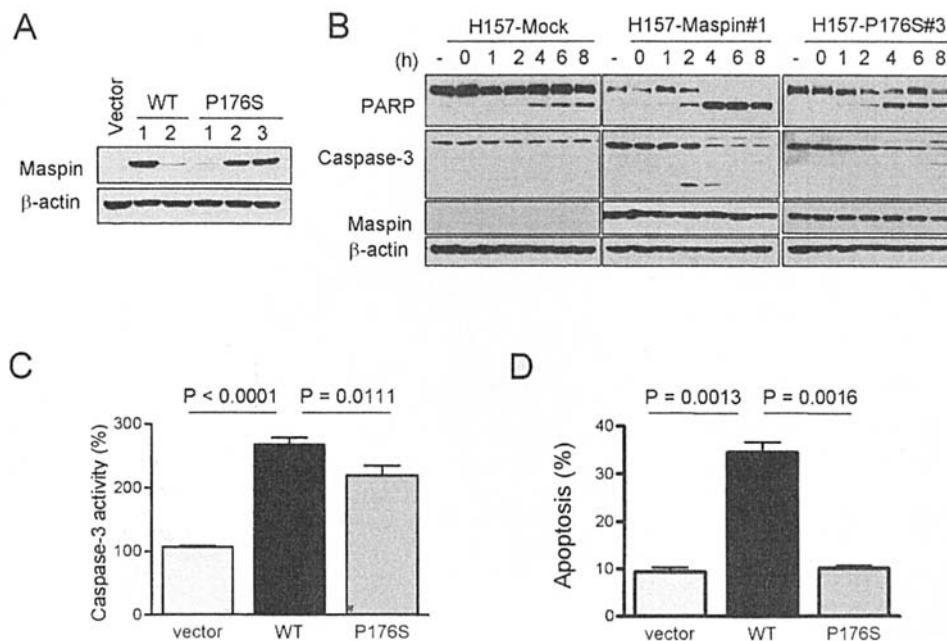 A
Vector
WT
P176S
1 2 1 2 3
Maspin
β-actin
B
H157-Mock
H157-Maspin#1
H157-P176S#3
(h)
- 0 1 2 4 6 8
- 0 1 2 4 6 8
- 0 1 2 4 6 8
PARP
Caspase-3
Maspin
β-actin
C
P < 0.0001
P = 0.0111
Caspase-3 activity (%)
300
200
100
0
vector
WT
P176S
D
P = 0.0013
P = 0.0016
Apoptosis (%)
40
30
20
10
0
vector
WT
P176S